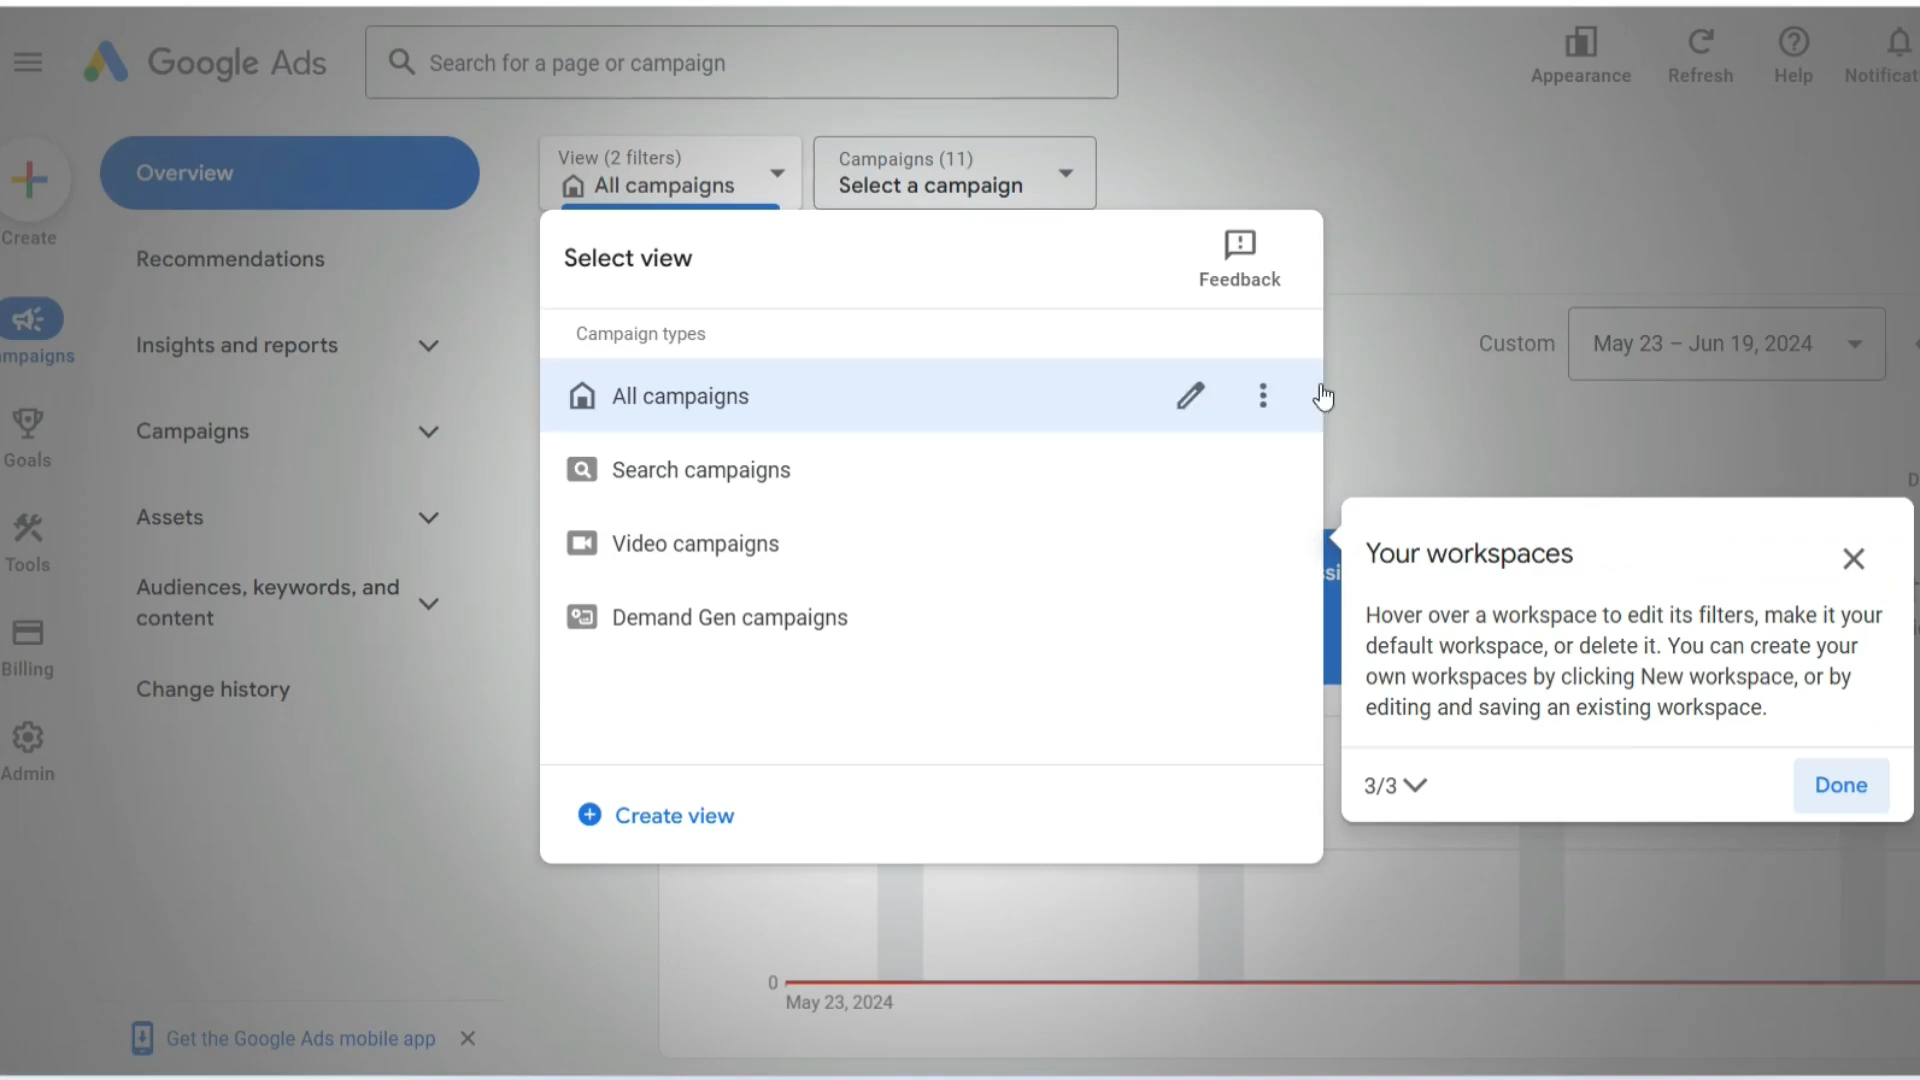 Google Ads
Search for a page or campaign
Appearance
Refresh
Help
Notificat
Create
mpaigns
Goals
Tools
Billing
Admin
Overview
Recommendations
Insights and reports
Campaigns
Assets
Audiences, keywords, and
content
Change history
Get the Google Ads mobile app
View (2 filters)
All campaigns
Campaigns (11)
Select a campaign
Select view
Feedback
Campaign types
All campaigns
Search campaigns
Video campaigns
Demand Gen campaigns
Create view
Custom
May 23 – Jun 19, 2024
D
si
Your workspaces
Hover over a workspace to edit its filters, make it your
default workspace, or delete it. You can create your
own workspaces by clicking New workspace, or by
editing and saving an existing workspace.
3/3
Done
0
May 23, 2024